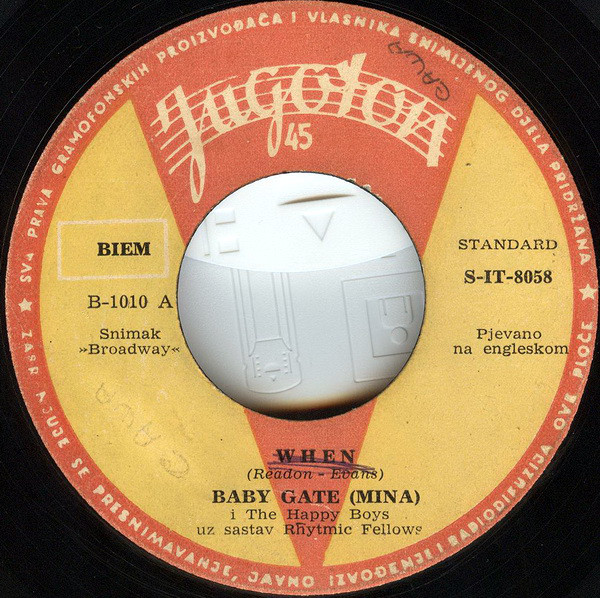 ★ SVA PRAVA GRAMOFONSKIH PROIZVOĐAČA I VLASNIKA SNIMLJENOG DJELA PRIDRŽANA ★
Jugoton
45
BIEM
B-1010 A
Snimak
»Broadway«
STANDARD
S-IT-8058
Pjevano
na engleskom
WHEN
(Readon - Evans)
BABY GATE (MINA)
i The Happy Boys
uz sastav Rhytmic Fellows
SE PRESNIMAVANJE, JAVNO IZVOĐENJE I RADIODIFUZIJA OVE PLOČE